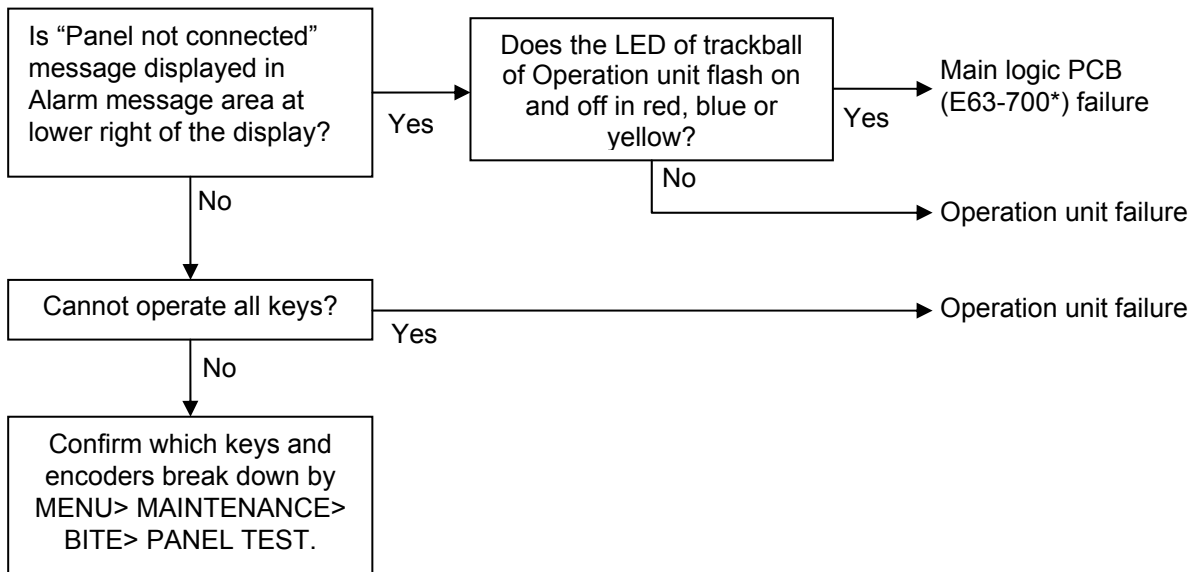 Is “Panel not connected”
message displayed in
Alarm message area at
lower right of the display?
Yes
Does the LED of trackball
of Operation unit flash on
and off in red, blue or
yellow?
Yes
Main logic PCB
(E63-700*) failure
No
No
Operation unit failure
Cannot operate all keys?
Yes
Operation unit failure
No
Confirm which keys and
encoders break down by
MENU> MAINTENANCE>
BITE> PANEL TEST.